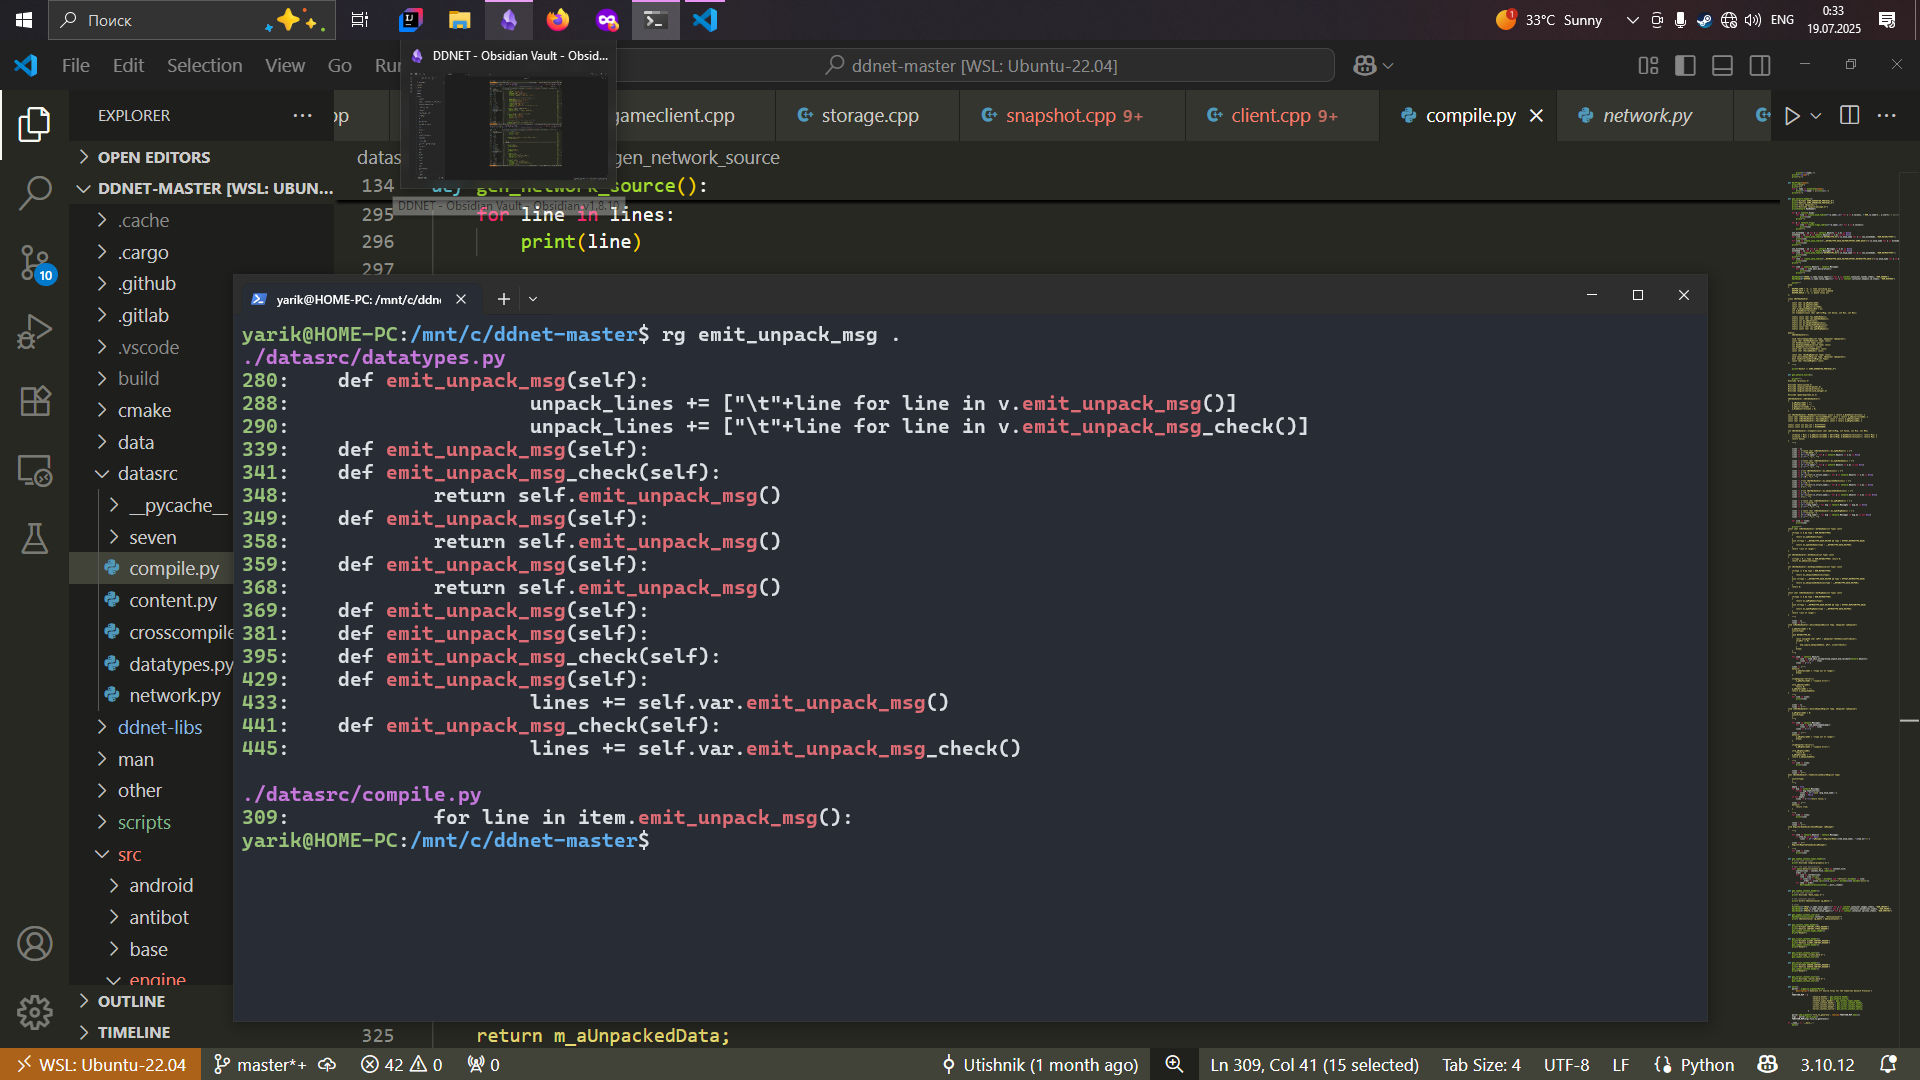 Поиск
33°C Sunny
ENG
0:33
19.07.2025
File Edit Selection View Go Ru
DDNET - Obsidian Vault - Obsid...
ddnet-master [WSL: Ubuntu-22.04]
EXPLORER
pp
gameclient.cpp
storage.cpp
snapshot.cpp 9+
client.cpp 9+
compile.py
network.py
OPEN EDITORS
datas
gen_network_source
DDNET-MASTER [WSL: UBUN...
134 def gen_network_source():
DDNET - Obsidian Vault - Obsidian v1.8.10
295 for line in lines:
296 print(line)
297
.cache
.cargo
.github
.gitlab
.vscode
build
cmake
data
datasrc
__pycache__
seven
compile.py
content.py
crosscompile
datatypes.py
network.py
ddnet-libs
man
other
scripts
src
android
antibot
base
engine
OUTLINE
TIMELINE
10
yarik@HOME-PC: /mnt/c/ddn
yarik@HOME-PC:/mnt/c/ddnet-master$ rg emit_unpack_msg .
./datasrc/datatypes.py
280:    def emit_unpack_msg(self):
288:                    unpack_lines += ["\t"+line for line in v.emit_unpack_msg()]
290:                    unpack_lines += ["\t"+line for line in v.emit_unpack_msg_check()]
339:    def emit_unpack_msg(self):
341:    def emit_unpack_msg_check(self):
348:            return self.emit_unpack_msg()
349:    def emit_unpack_msg(self):
358:            return self.emit_unpack_msg()
359:    def emit_unpack_msg(self):
368:            return self.emit_unpack_msg()
369:    def emit_unpack_msg(self):
381:    def emit_unpack_msg(self):
395:    def emit_unpack_msg_check(self):
429:    def emit_unpack_msg(self):
433:                    lines += self.var.emit_unpack_msg()
441:    def emit_unpack_msg_check(self):
445:                    lines += self.var.emit_unpack_msg_check()
./datasrc/compile.py
309:            for line in item.emit_unpack_msg():
yarik@HOME-PC:/mnt/c/ddnet-master$
325 return m_aUnpackedData;
WSL: Ubuntu-22.04
master*+
42 0
0
Utishnik (1 month ago)
Ln 309, Col 41 (15 selected)
Tab Size: 4
UTF-8
LF
Python
3.10.12